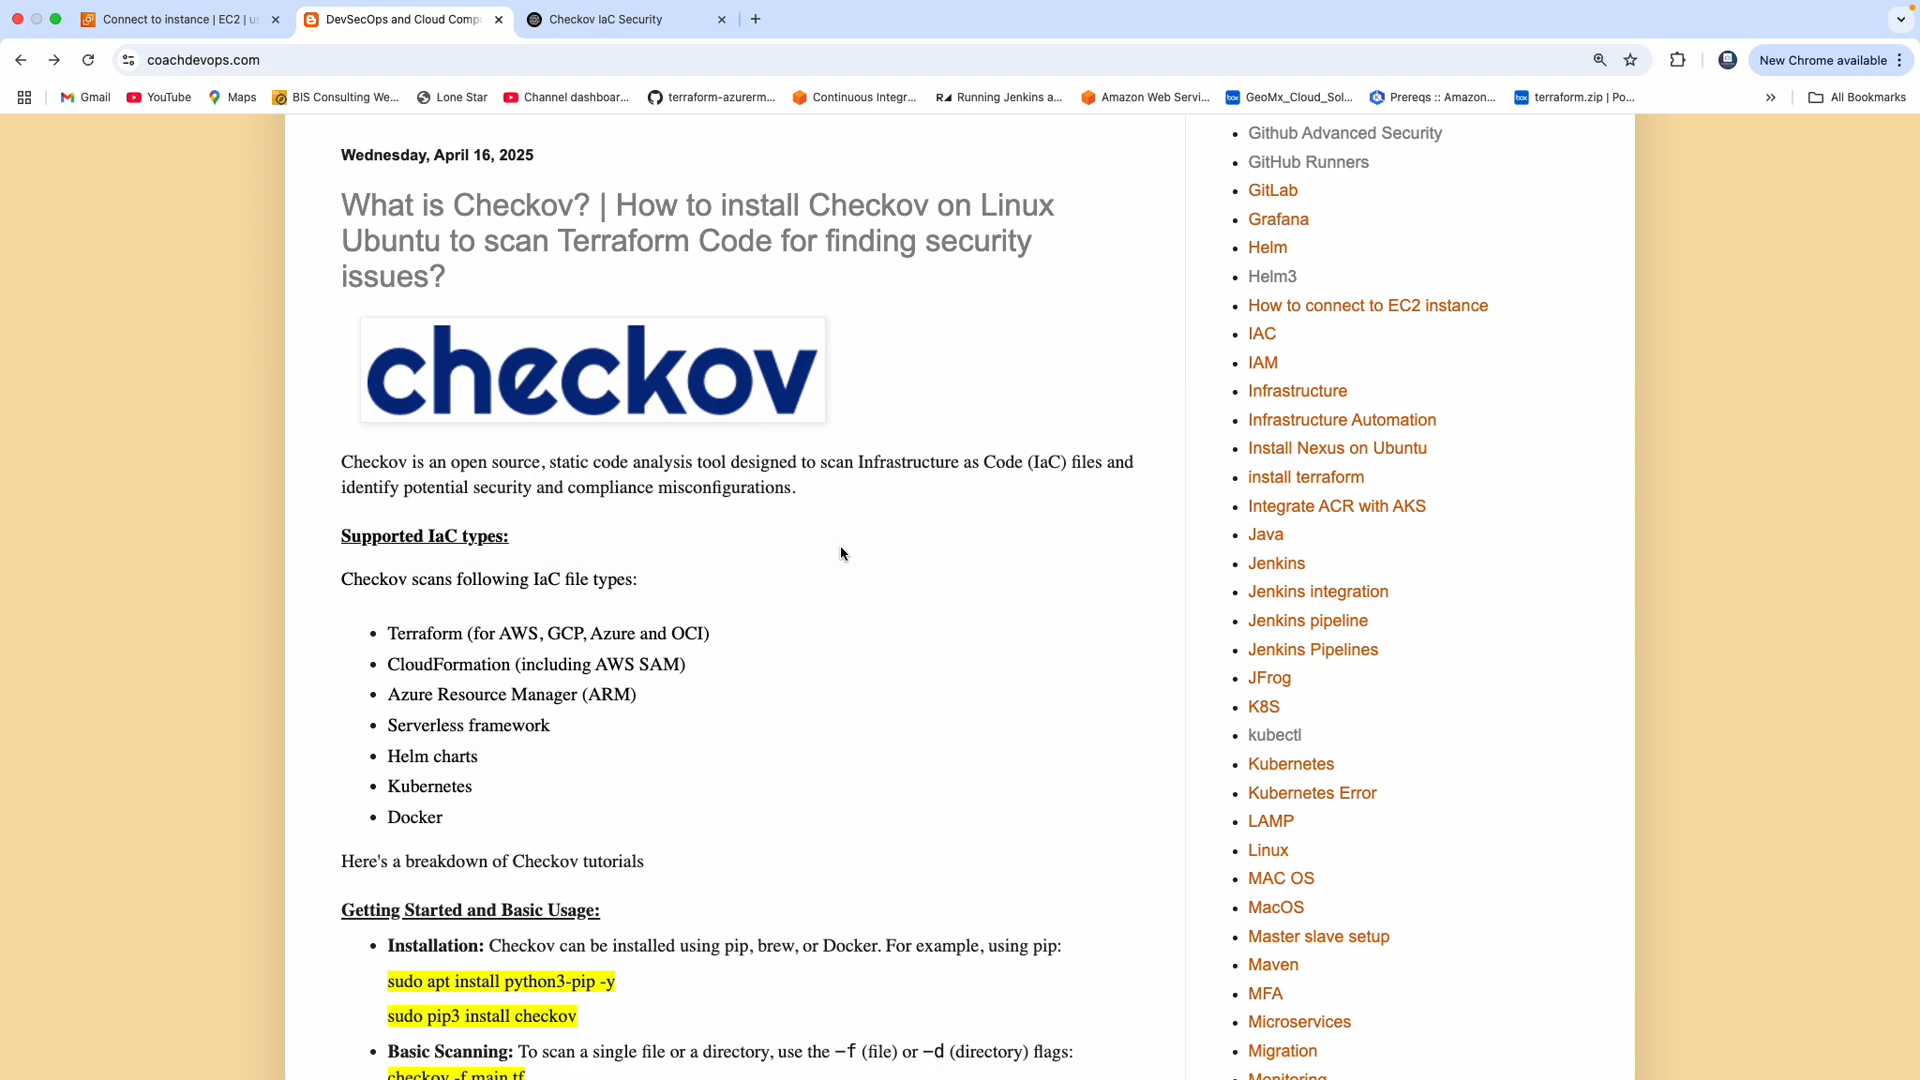 Connect to instance | EC2 | us
DevSecOps and Cloud Compu
Checkov IaC Security
coachdevops.com
New Chrome available
Gmail
YouTube
Maps
BIS Consulting We...
Lone Star
Channel dashboar...
terraform-azurerm...
Continuous Integr...
Running Jenkins a...
Amazon Web Servi...
GeoMx_Cloud_Sol...
Prereqs :: Amazon...
terraform.zip | Po...
All Bookmarks
Wednesday, April 16, 2025
What is Checkov? | How to install Checkov on Linux
Ubuntu to scan Terraform Code for finding security
issues?
checkov
Checkov is an open source, static code analysis tool designed to scan Infrastructure as Code (IaC) files and
identify potential security and compliance misconfigurations.
Supported IaC types:
Checkov scans following IaC file types:
Terraform (for AWS, GCP, Azure and OCI)
CloudFormation (including AWS SAM)
Azure Resource Manager (ARM)
Serverless framework
Helm charts
Kubernetes
Docker
Here's a breakdown of Checkov tutorials
Getting Started and Basic Usage:
Installation: Checkov can be installed using pip, brew, or Docker. For example, using pip:
sudo apt install python3-pip -y
sudo pip3 install checkov
Basic Scanning: To scan a single file or a directory, use the -f (file) or -d (directory) flags:
checkov -f main.tf
Github Advanced Security
GitHub Runners
GitLab
Grafana
Helm
Helm3
How to connect to EC2 instance
IAC
IAM
Infrastructure
Infrastructure Automation
Install Nexus on Ubuntu
install terraform
Integrate ACR with AKS
Java
Jenkins
Jenkins integration
Jenkins pipeline
Jenkins Pipelines
JFrog
K8S
kubectl
Kubernetes
Kubernetes Error
LAMP
Linux
MAC OS
MacOS
Master slave setup
Maven
MFA
Microservices
Migration
Monitoring